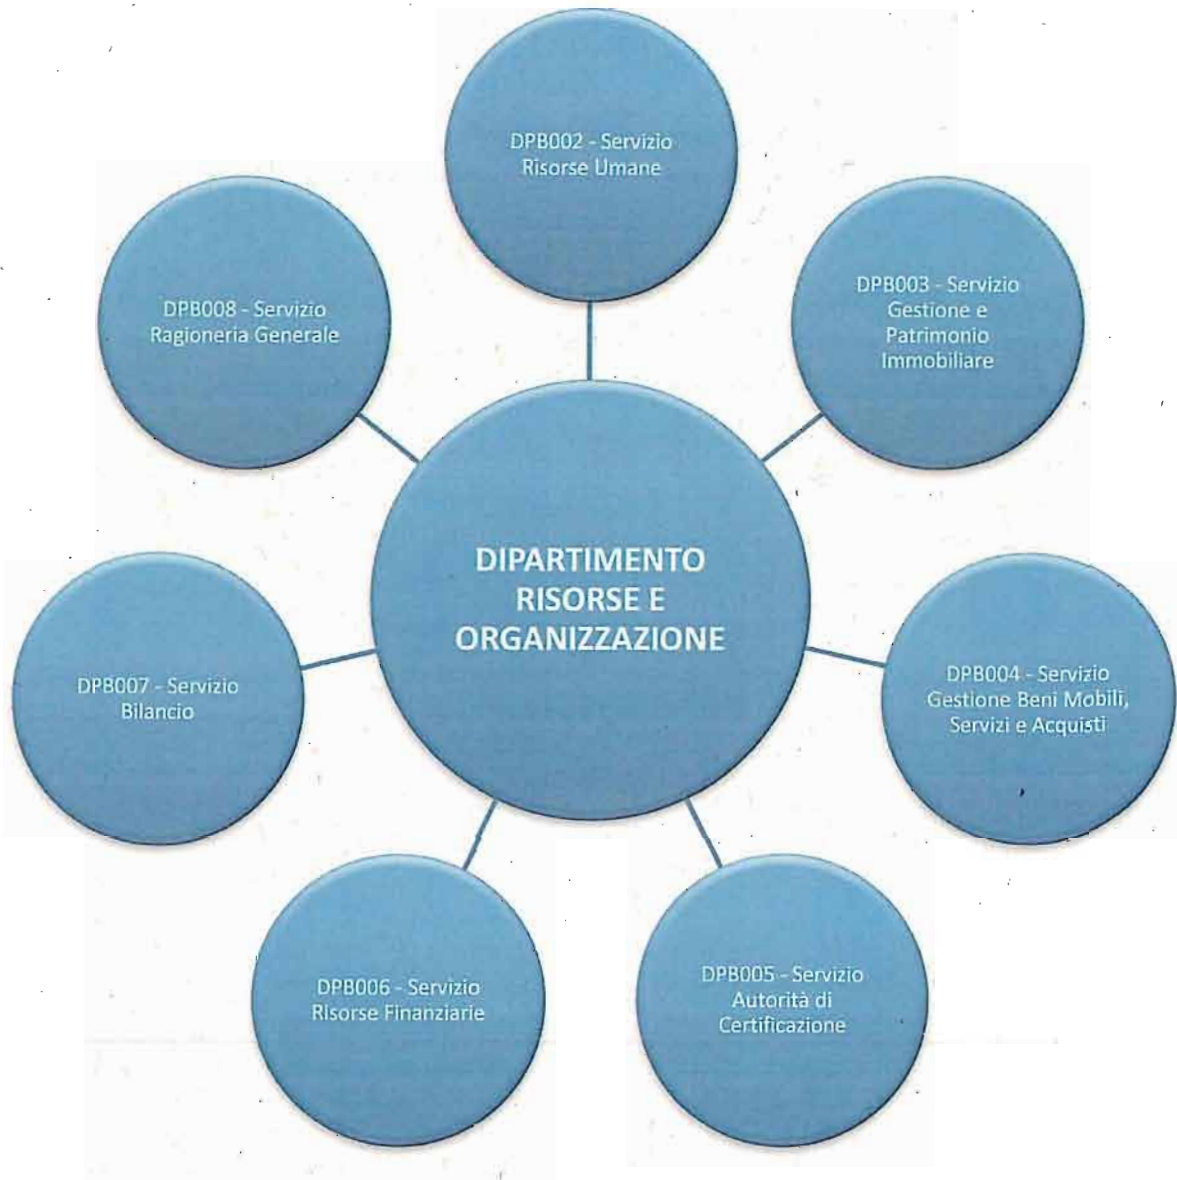 DPB002 - Servizio
Risorse Umane
DPB003 - Servizio
Gestione e
Patrimonio
Immobiliare
DPB008 - Servizio
Ragioneria Generale
DIPARTIMENTO
RISORSE E
ORGANIZZAZIONE
DPB004 - Servizio
Gestione Beni Mobili,
Servizi e Acquisti
DPB007 - Servizio
Bilancio
DPB005 - Servizio
Autorità di
Certificazione
DPB006 - Servizio
Risorse Finanziarie